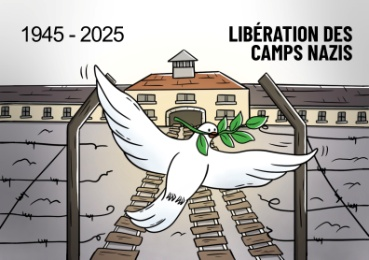 1945 - 2025
LIBÉRATION DES
CAMPS NAZIS